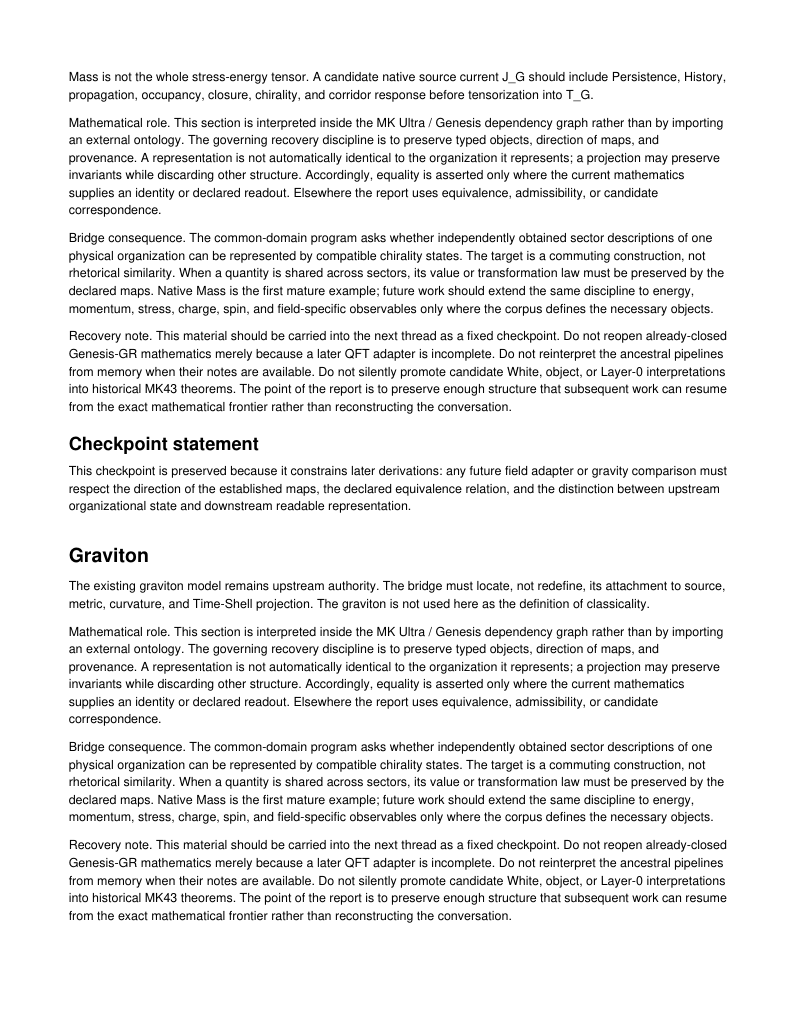 Mass is not the whole stress-energy tensor. A candidate native source current J_G should include Persistence, History,
propagation, occupancy, closure, chirality, and corridor response before tensorization into T_G.
Mathematical role. This section is interpreted inside the MK Ultra / Genesis dependency graph rather than by importing
an external ontology. The governing recovery discipline is to preserve typed objects, direction of maps, and
provenance. A representation is not automatically identical to the organization it represents; a projection may preserve
invariants while discarding other structure. Accordingly, equality is asserted only where the current mathematics
supplies an identity or declared readout. Elsewhere the report uses equivalence, admissibility, or candidate
correspondence.
Bridge consequence. The common-domain program asks whether independently obtained sector descriptions of one
physical organization can be represented by compatible chirality states. The target is a commuting construction, not
rhetorical similarity. When a quantity is shared across sectors, its value or transformation law must be preserved by the
declared maps. Native Mass is the first mature example; future work should extend the same discipline to energy,
momentum, stress, charge, spin, and field-specific observables only where the corpus defines the necessary objects.
Recovery note. This material should be carried into the next thread as a fixed checkpoint. Do not reopen already-closed
Genesis-GR mathematics merely because a later QFT adapter is incomplete. Do not reinterpret the ancestral pipelines
from memory when their notes are available. Do not silently promote candidate White, object, or Layer-0 interpretations
into historical MK43 theorems. The point of the report is to preserve enough structure that subsequent work can resume
from the exact mathematical frontier rather than reconstructing the conversation.
Checkpoint statement
This checkpoint is preserved because it constrains later derivations: any future field adapter or gravity comparison must
respect the direction of the established maps, the declared equivalence relation, and the distinction between upstream
organizational state and downstream readable representation.
Graviton
The existing graviton model remains upstream authority. The bridge must locate, not redefine, its attachment to source,
metric, curvature, and Time-Shell projection. The graviton is not used here as the definition of classicality.
Mathematical role. This section is interpreted inside the MK Ultra / Genesis dependency graph rather than by importing
an external ontology. The governing recovery discipline is to preserve typed objects, direction of maps, and
provenance. A representation is not automatically identical to the organization it represents; a projection may preserve
invariants while discarding other structure. Accordingly, equality is asserted only where the current mathematics
supplies an identity or declared readout. Elsewhere the report uses equivalence, admissibility, or candidate
correspondence.
Bridge consequence. The common-domain program asks whether independently obtained sector descriptions of one
physical organization can be represented by compatible chirality states. The target is a commuting construction, not
rhetorical similarity. When a quantity is shared across sectors, its value or transformation law must be preserved by the
declared maps. Native Mass is the first mature example; future work should extend the same discipline to energy,
momentum, stress, charge, spin, and field-specific observables only where the corpus defines the necessary objects.
Recovery note. This material should be carried into the next thread as a fixed checkpoint. Do not reopen already-closed
Genesis-GR mathematics merely because a later QFT adapter is incomplete. Do not reinterpret the ancestral pipelines
from memory when their notes are available. Do not silently promote candidate White, object, or Layer-0 interpretations
into historical MK43 theorems. The point of the report is to preserve enough structure that subsequent work can resume
from the exact mathematical frontier rather than reconstructing the conversation.